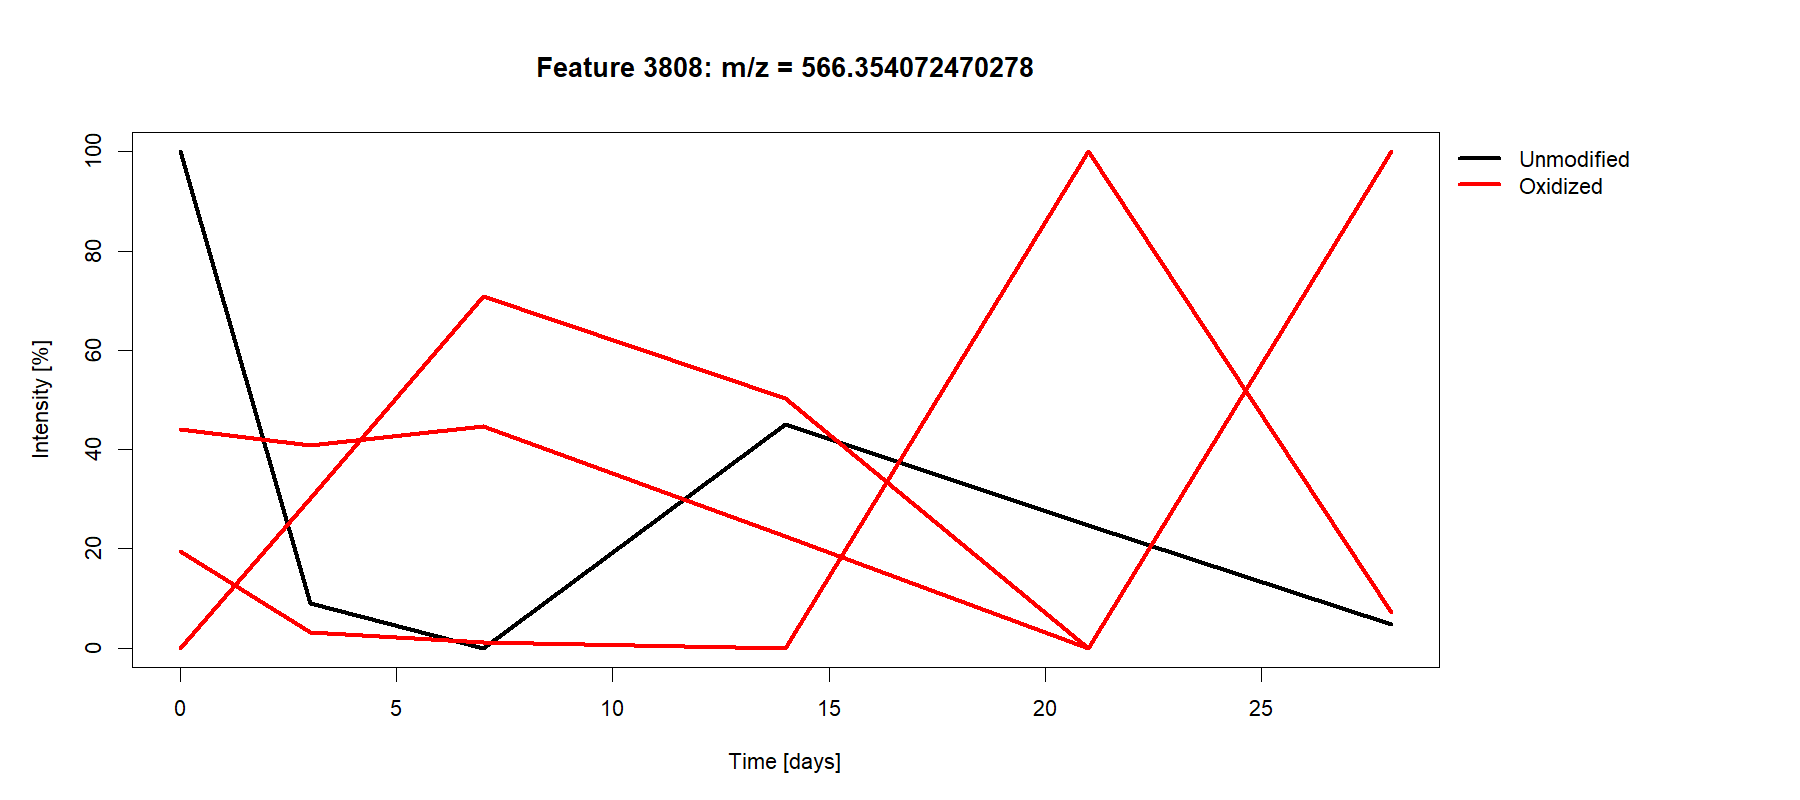 Feature 3808: m/z = 566.354072470278
Unmodified
Oxidized
Intensity [%]
100
80
60
40
20
0
0 5 10 15 20 25
Time [days]